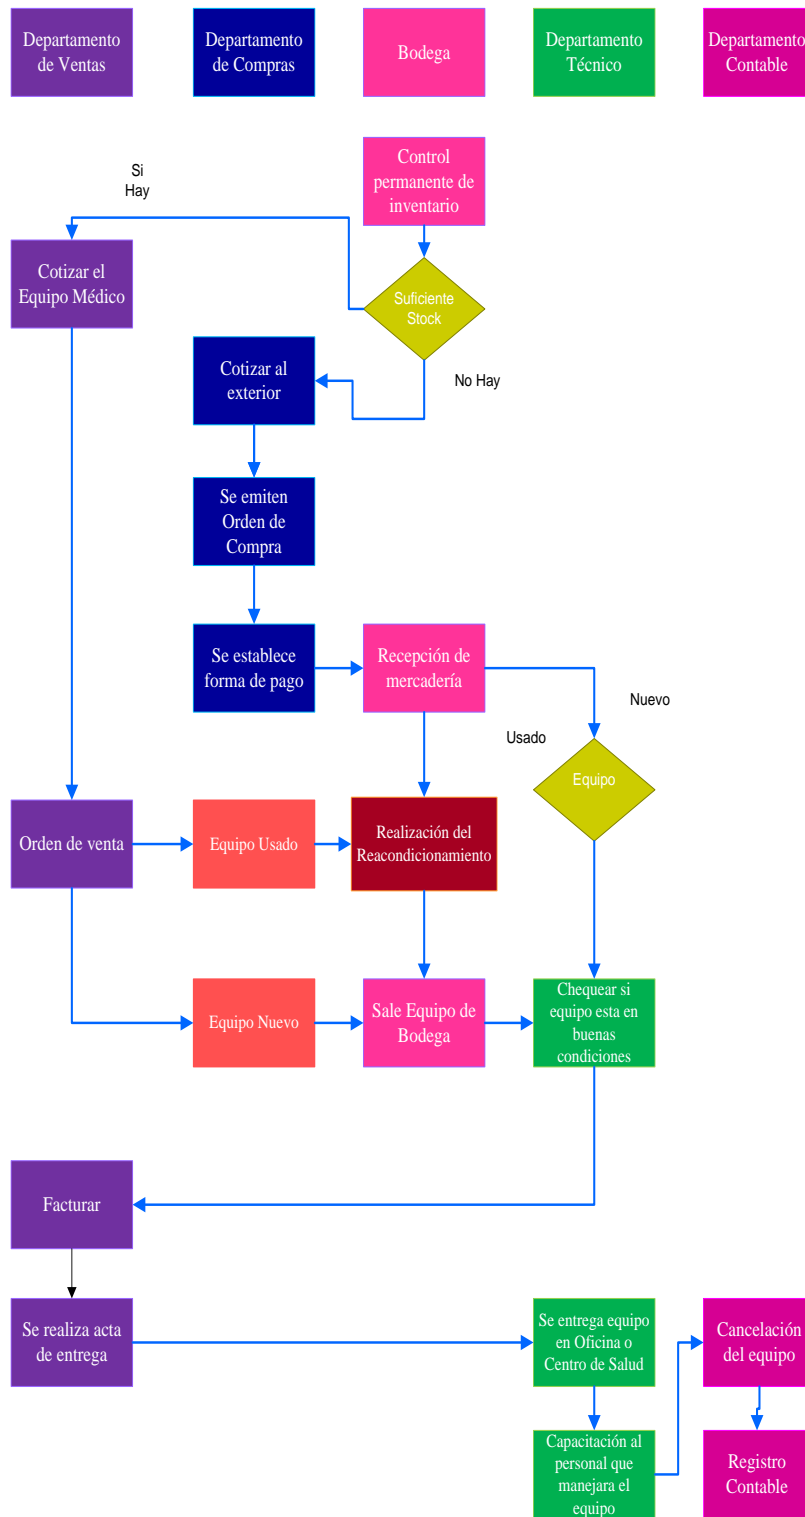 Departamento
de Ventas
Departamento
de Compras
Bodega
Departamento
Técnico
Departamento
Contable
Control
permanente de
inventario
Si
Hay
Cotizar el
Equipo Médico
Suficiente
Stock
Cotizar al
exterior
No Hay
Se emiten
Orden de
Compra
Se establece
forma de pago
Recepción de
mercadería
Nuevo
Usado
Equipo
Orden de venta
Equipo Usado
Realización del
Reacondicionamiento
Equipo Nuevo
Sale Equipo de
Bodega
Chequear si
equipo esta en
buenas
condiciones
Facturar
Se realiza acta
de entrega
Se entrega equipo
en Oficina o
Centro de Salud
Cancelación
del equipo
Capacitación al
personal que
manejara el
equipo
Registro
Contable